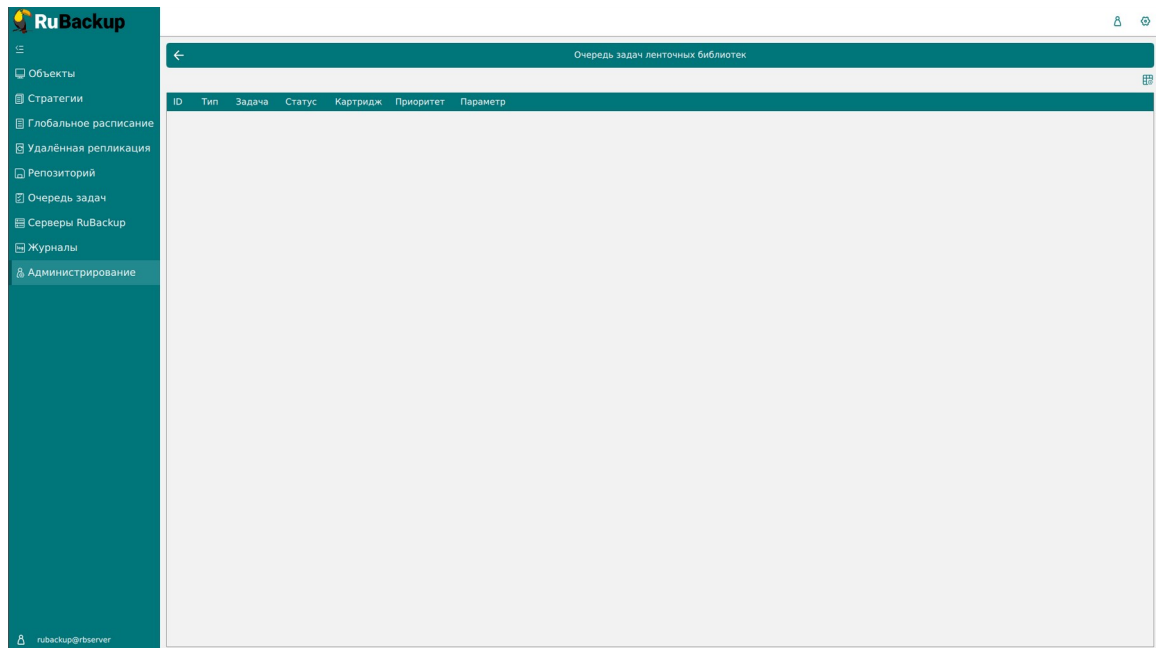 RuBackup
Очередь задач ленточных библиотек
Объекты
Стратегии
Глобальное расписание
Удалённая репликация
Репозиторий
Очередь задач
Серверы RuBackup
Журналы
Администрирование
ID Тип Задача Статус Картридж Приоритет Параметр
rubackup@rbserver